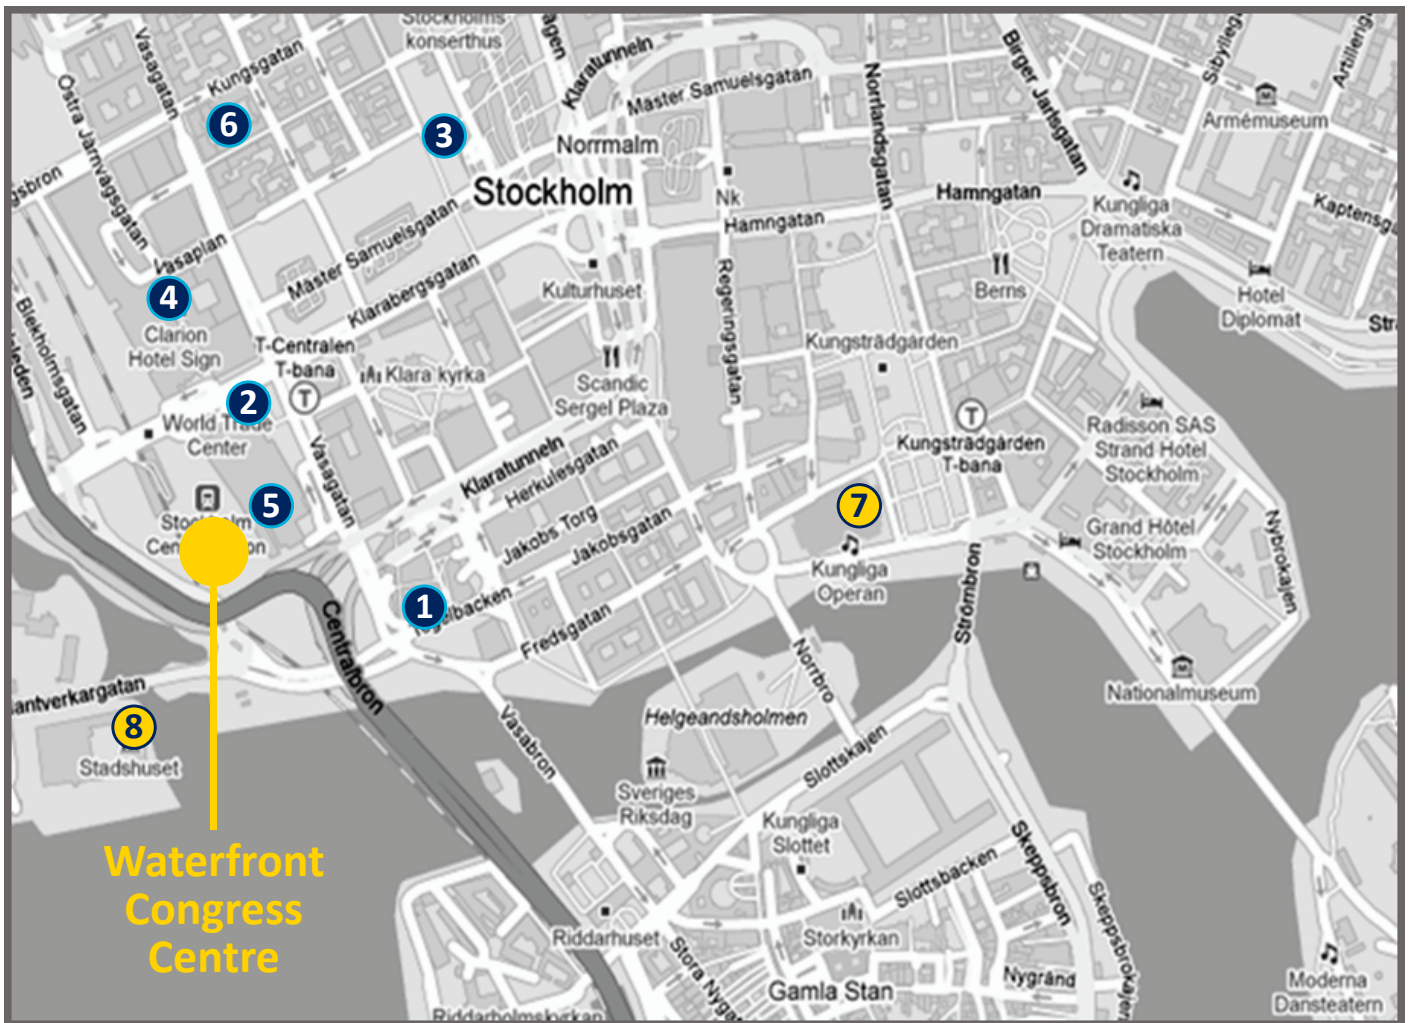 Stockholms
konserthus
Vasagatan
Kungsgatan
Östra Järnvägsgatan
Klaratunneln
Mäster Samuelsgatan
Norrlandsgatan
Birger Jarlsgatan
Armémuseum
6
3
Norrmalm
Stockholm
Nk
Hamngatan
Hamngatan
Kungliga
Dramatiska
Teatern
Vasaplan
Mäster Samuelsgatan
Klarabergsgatan
Kulturhuset
Regeringsgatan
Berns
Hotel
Diplomat
4
Clarion
Hotel Sign
Blekholmsgatan
T-Centralen
T-bana
T
Klara kyrka
Scandic
Sergel Plaza
Kungsträdgården
2
World Trade
Center
Vasagatan
Klaratunneln
Herkulesgatan
T
Kungsträdgården
T-bana
Radisson SAS
Strand Hotel
Stockholm
5
Jakobs Torg
Jakobsgatan
7
Kungliga
Operan
Grand Hôtel
Stockholm
Nybrokajen
Strömbron
1
Fredsgatan
Centralbron
Norrbro
Nationalmuseum
8
Stadshuset
Vasabron
Helgeandsholmen
Slottskajen
Sveriges
Riksdag
Kungliga
Slottet
Waterfront
Congress
Centre
Slottsbacken
Skeppsbron
Riddarhuset
Storkyrkan
Gamla Stan
Nygränd
Moderna
Dansteatern